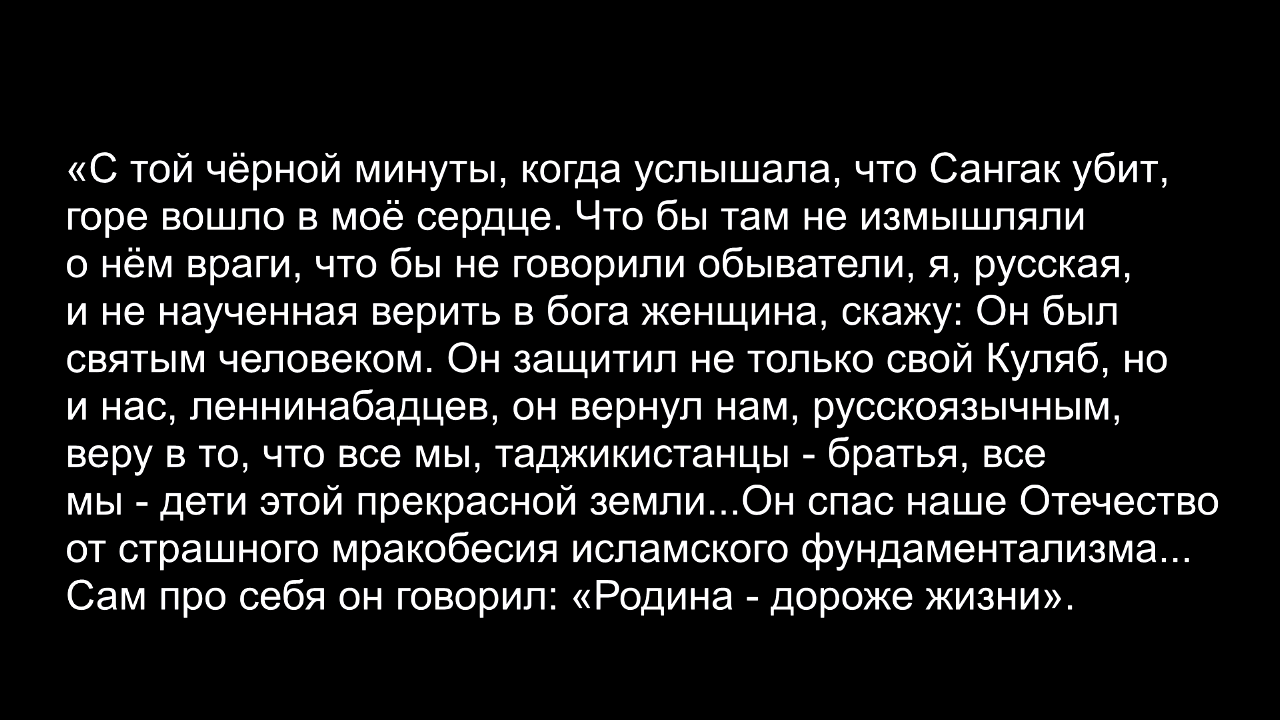 «С той чёрной минуты, когда услышала, что Сангак убит,
горе вошло в моё сердце. Что бы там не измышляли
о нём враги, что бы не говорили обыватели, я, русская,
и не наученная верить в бога женщина, скажу: Он был
святым человеком. Он защитил не только свой Куляб, но
и нас, леннинабадцев, он вернул нам, русскоязычным,
веру в то, что все мы, таджикистанцы - братья, все
мы - дети этой прекрасной земли...Он спас наше Отечество
от страшного мракобесия исламского фундаментализма...
Сам про себя он говорил: «Родина - дороже жизни».